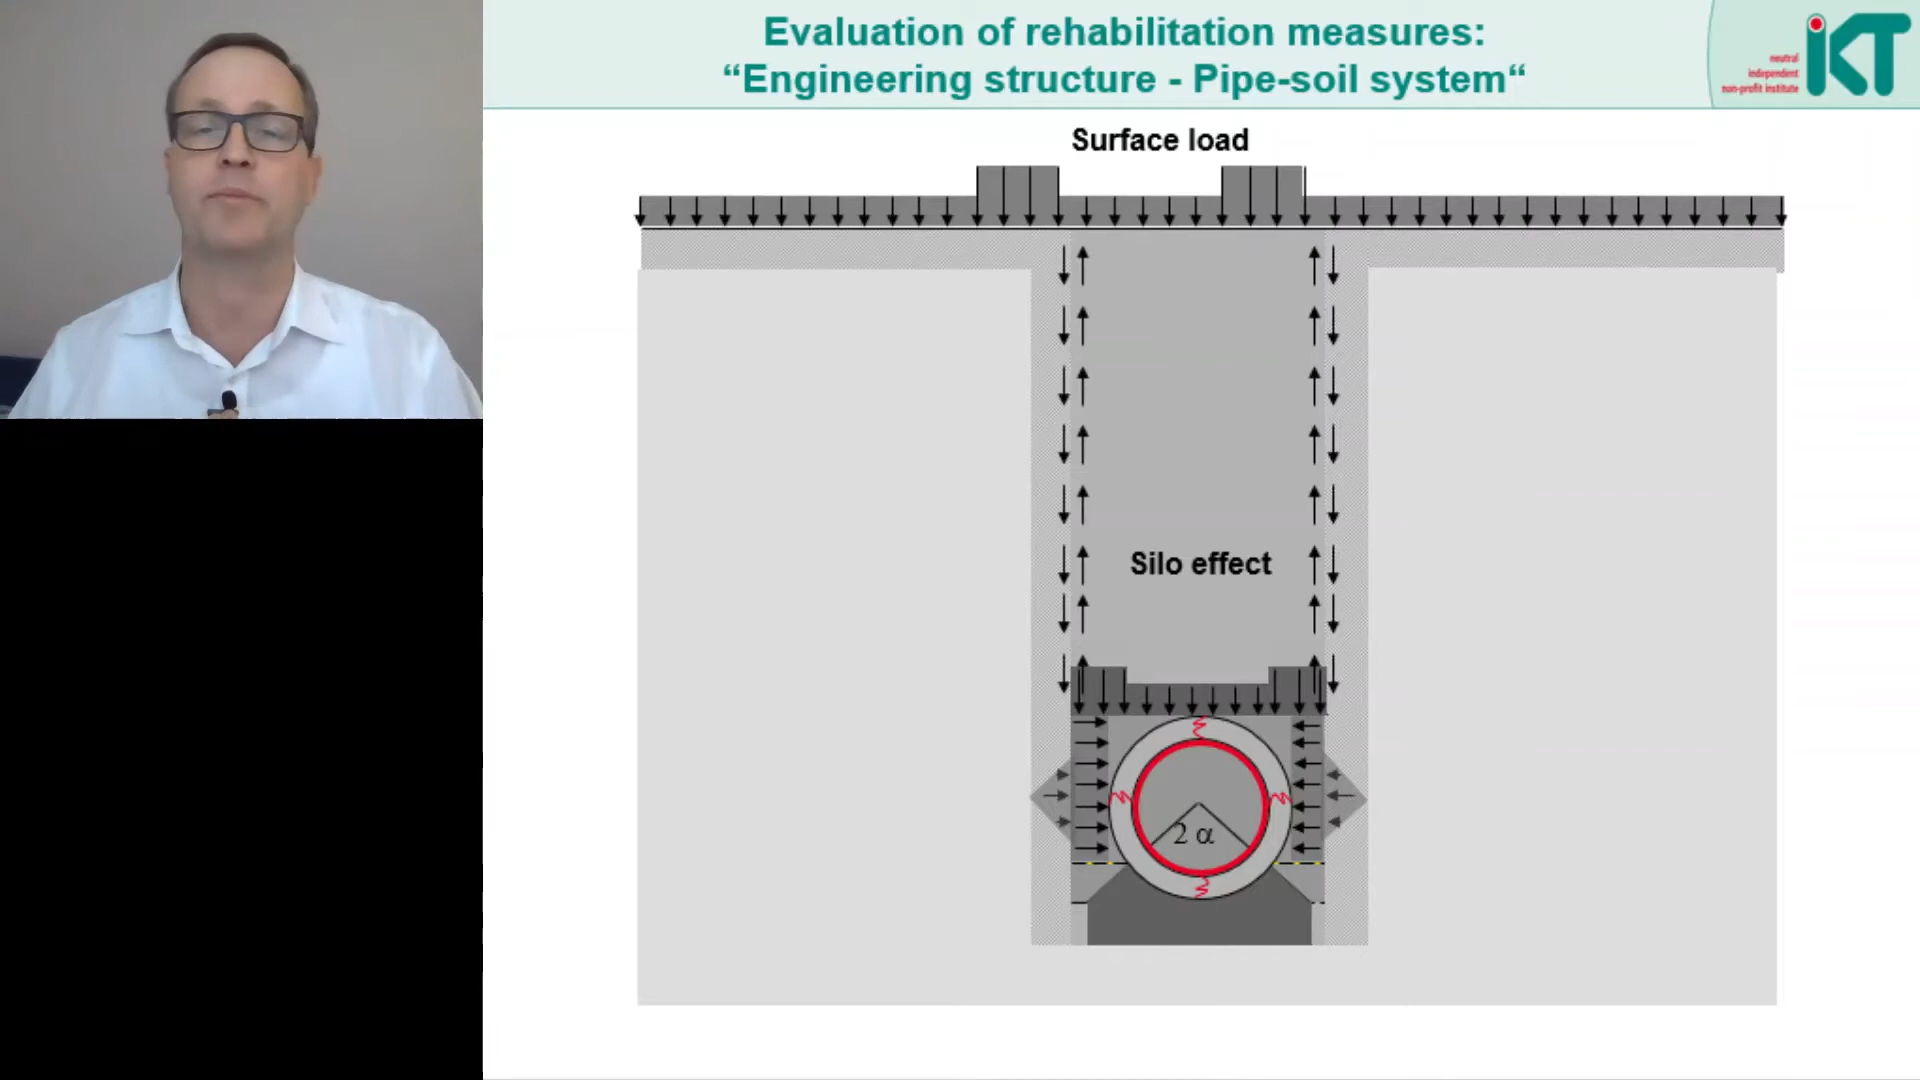 Evaluation of rehabilitation measures:
“Engineering structure - Pipe-soil system“
neutral
independent
non-profit institute
iKT
Surface load
Silo effect
2 α